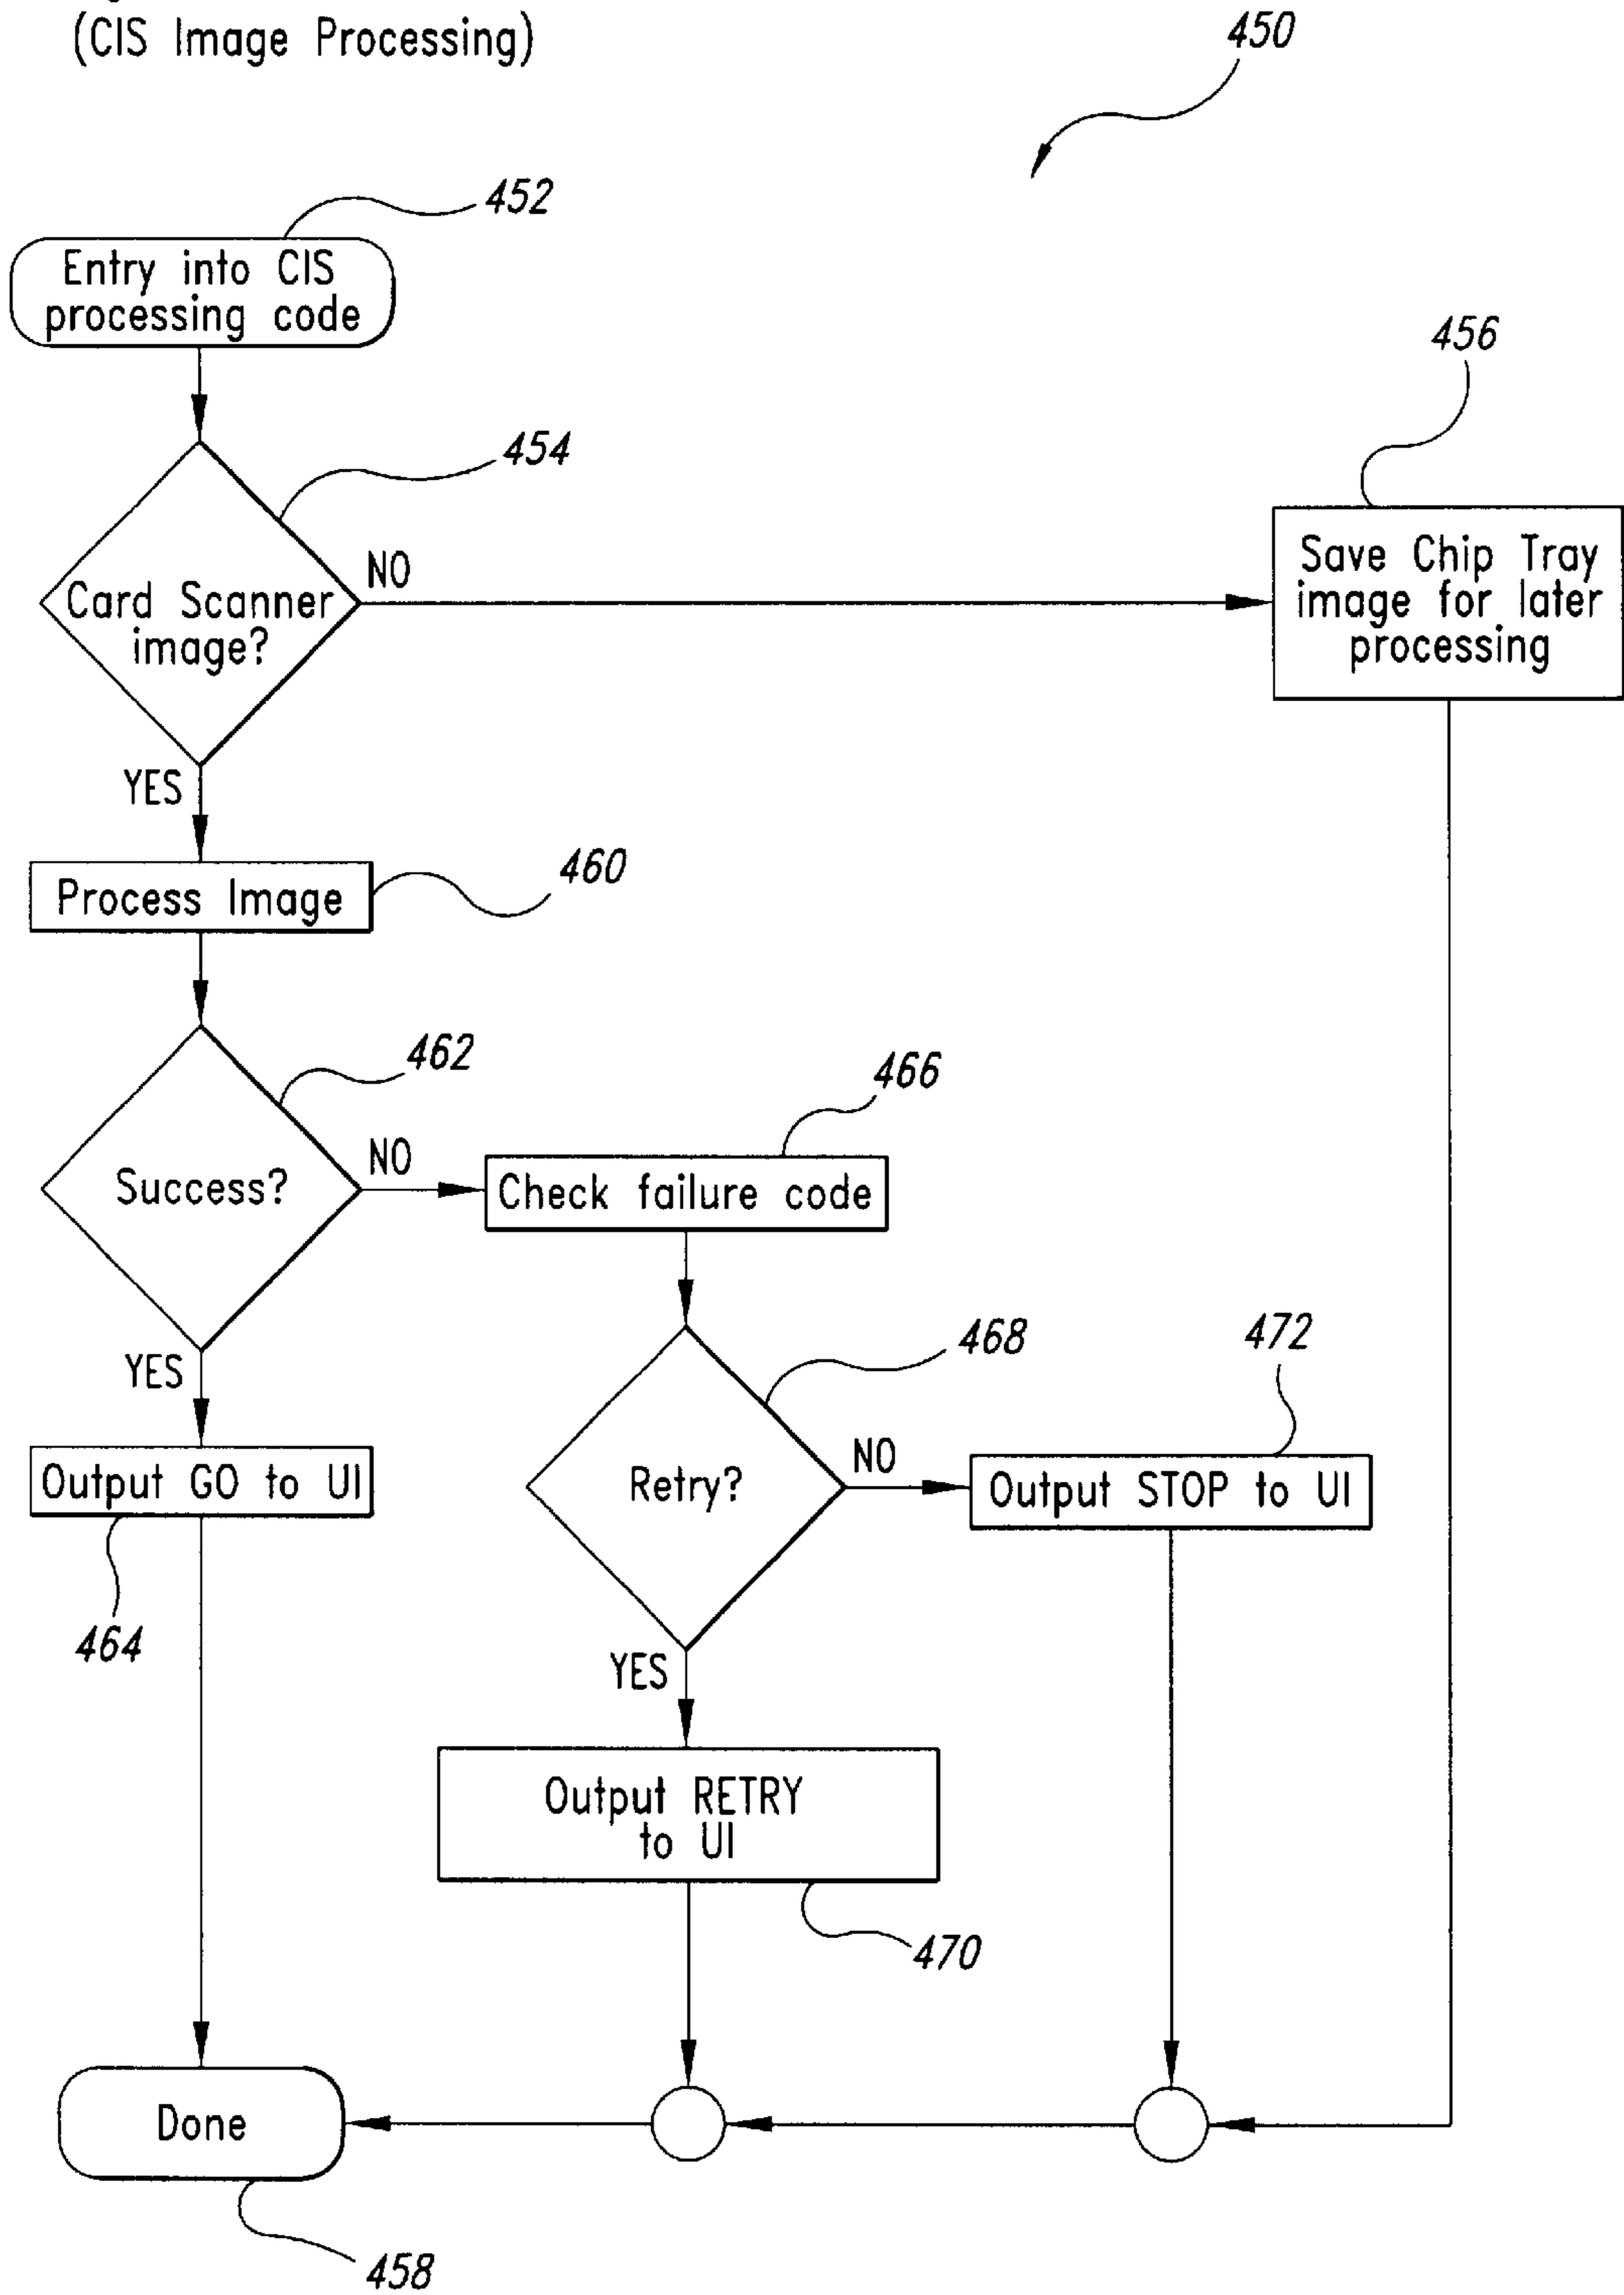 (CIS Image Processing)
450
452
Entry into CIS
processing code
454
456
Card Scanner
image?
NO
Save Chip Tray
image for later
processing
YES
460
Process Image
462
466
Success?
NO
Check failure code
468
472
YES
Output GO to UI
Retry?
NO
Output STOP to UI
464
YES
Output RETRY
to UI
470
Done
458